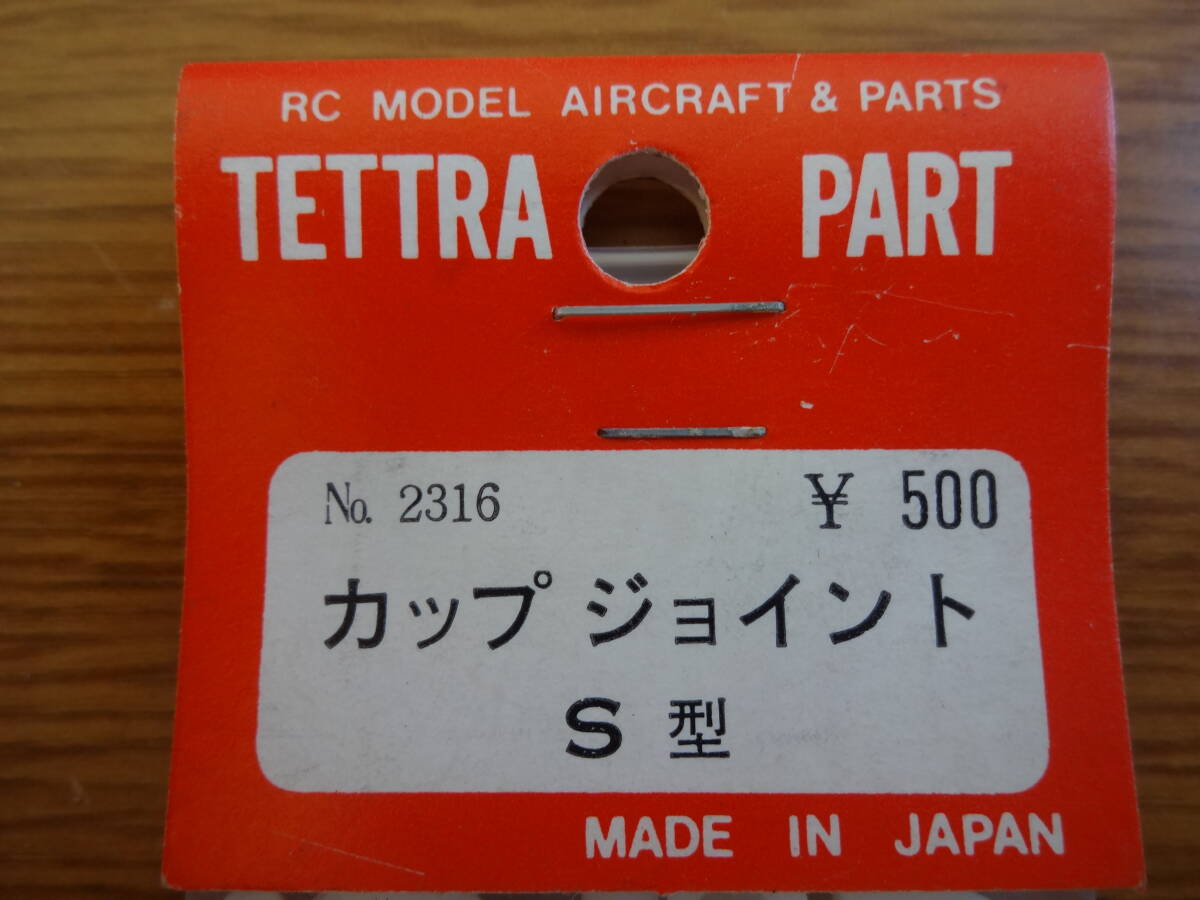 RC MODEL AIRCRAFT & PARTS
TETTRA PART
No. 2316 ¥ 500
カップ ジョイント
S 型
MADE IN JAPAN